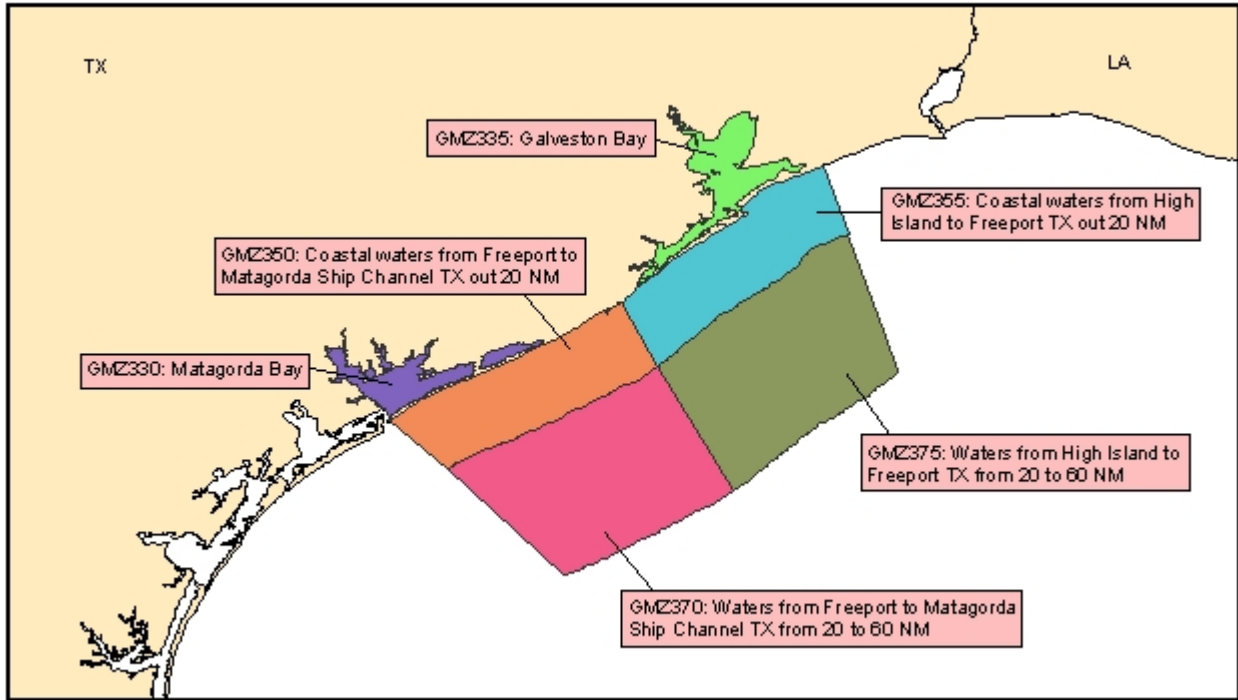 TX
LA
GMZ335: Galveston Bay
GMZ355: Coastal waters from High
Island to Freeport TX out 20 NM
GMZ350: Coastal waters from Freeport to
Matagorda Ship Channel TX out 20 NM
GMZ330: Matagorda Bay
GMZ375: Waters from High Island to
Freeport TX from 20 to 60 NM
GMZ370: Waters from Freeport to Matagorda
Ship Channel TX from 20 to 60 NM